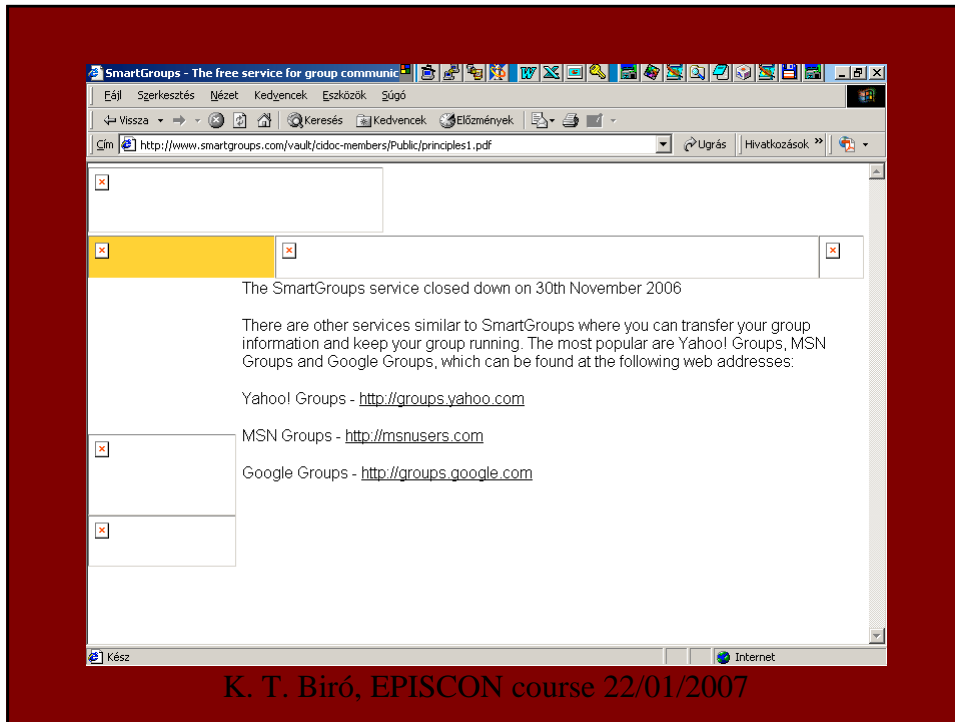 SmartGroups - The free service for group communic
Fájl Szerkesztés Nézet Kedvencek Eszközök Súgó
Vissza Keresés Kedvencek Előzmények
Cím http://www.smartgroups.com/vault/cidoc-members/Public/principles1.pdf Ugrás Hivatkozások »
The SmartGroups service closed down on 30th November 2006
There are other services similar to SmartGroups where you can transfer your group
information and keep your group running. The most popular are Yahoo! Groups, MSN
Groups and Google Groups, which can be found at the following web addresses:
Yahoo! Groups - http://groups.yahoo.com
MSN Groups - http://msnusers.com
Google Groups - http://groups.google.com
Kész Internet
K. T. Biró, EPISCON course 22/01/2007